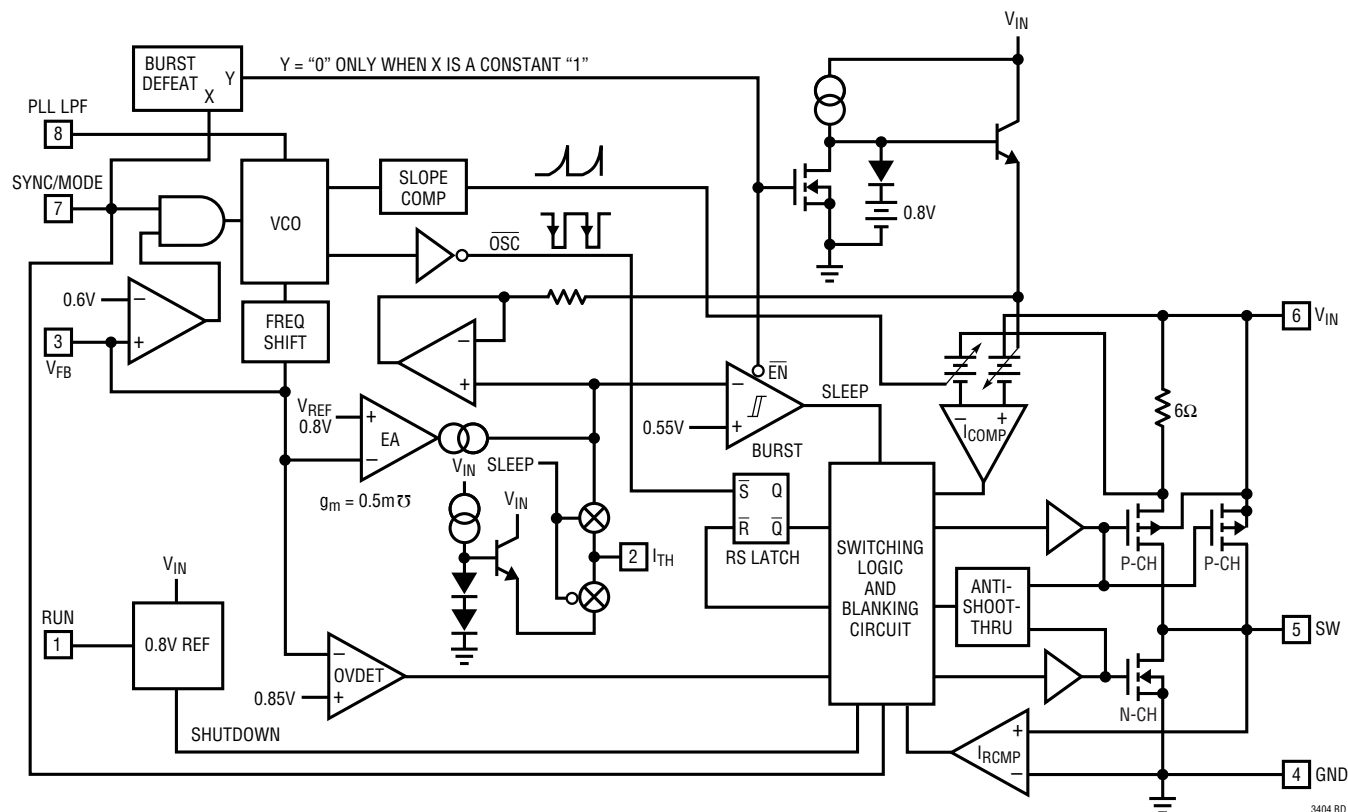 V_IN
BURST DEFEAT
Y
X
Y = “0” ONLY WHEN X IS A CONSTANT “1”
PLL LPF
8
SYNC/MODE
7
VCO
SLOPE COMP
OSC
0.8V
0.6V
3
V_FB
FREQ SHIFT
6
V_IN
−
+
−
+
EN
SLEEP
−
+
0.55V
BURST
−
+
I_COMP
6Ω
V_REF
0.8V
+
−
EA
g_m = 0.5m℧
V_IN
SLEEP
V_IN
2
I_TH
S Q
R Q
RS LATCH
SWITCHING LOGIC AND BLANKING CIRCUIT
P-CH
P-CH
ANTI-SHOOT-THRU
V_IN
RUN
1
0.8V REF
5
SW
−
+
OVDET
0.85V
N-CH
SHUTDOWN
+
−
I_RCMP
4
GND
3404 BD